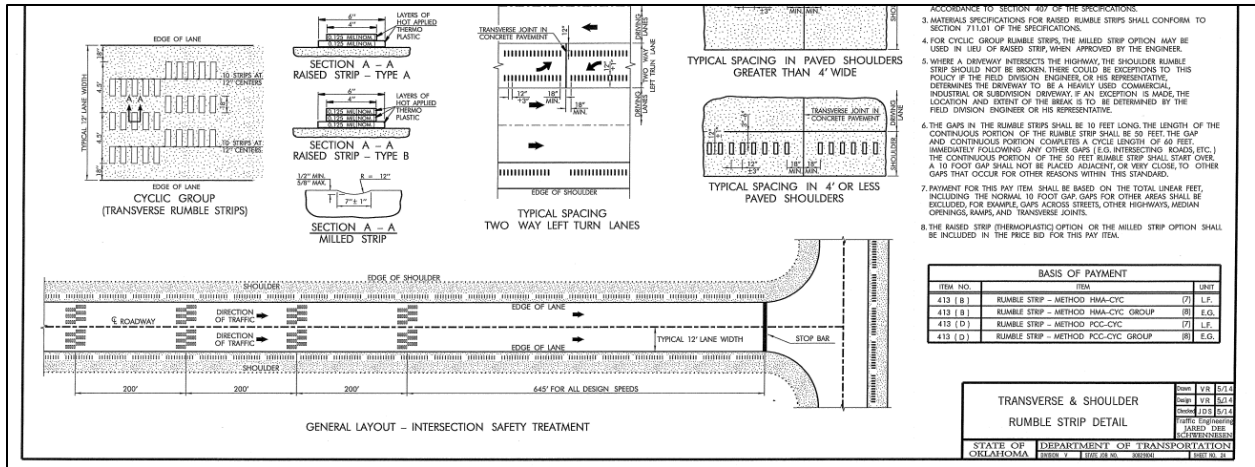 ACCORDANCE TO SECTION 407 OF THE SPECIFICATIONS.
3. MATERIALS SPECIFICATIONS FOR RAISED RUMBLE STRIPS SHALL CONFORM TO
SECTION 711.01 OF THE SPECIFICATIONS.
4. FOR CYCLIC GROUP RUMBLE STRIPS, THE MILLED STRIP OPTION MAY BE
USED IN LIEU OF RAISED STRIP, WHEN APPROVED BY THE ENGINEER.
5. WHERE A DRIVEWAY INTERSECTS THE HIGHWAY, THE SHOULDER RUMBLE
STRIP SHOULD NOT BE BROKEN. THERE COULD BE EXCEPTIONS TO THIS
POLICY IF THE FIELD DIVISION ENGINEER, OR HIS REPRESENTATIVE,
DETERMINES THE DRIVEWAY TO BE A HEAVILY USED COMMERCIAL,
INDUSTRIAL OR SUBDIVISION DRIVEWAY. IF AN EXCEPTION IS MADE, THE
LOCATION AND EXTENT OF THE BREAK IS TO BE DETERMINED BY THE
FIELD DIVISION ENGINEER OR HIS REPRESENTATIVE.
6. THE GAPS IN THE RUMBLE STRIPS SHALL BE 10 FEET LONG. THE LENGTH OF THE
CONTINUOUS PORTION OF THE RUMBLE STRIP SHALL BE 50 FEET. THE GAP
AND CONTINUOUS PORTION COMPLETES A CYCLE LENGTH OF 60 FEET.
IMMEDIATELY FOLLOWING ANY OTHER GAPS ( E.G. INTERSECTING ROADS, ETC. )
THE CONTINUOUS PORTION OF THE 50 FEET RUMBLE STRIP SHALL START OVER.
A 10 FOOT GAP SHALL NOT BE PLACED ADJACENT, OR VERY CLOSE, TO OTHER
GAPS THAT OCCUR FOR OTHER REASONS WITHIN THIS STANDARD.
7. PAYMENT FOR THIS PAY ITEM SHALL BE BASED ON THE TOTAL LINEAR FEET,
INCLUDING THE NORMAL 10 FOOT GAP. GAPS FOR OTHER AREAS SHALL BE
EXCLUDED, FOR EXAMPLE, GAPS ACROSS STREETS, OTHER HIGHWAYS, MEDIAN
OPENINGS, RAMPS, AND TRANSVERSE JOINTS.
8. THE RAISED STRIP (THERMOPLASTIC) OPTION OR THE MILLED STRIP OPTION SHALL
BE INCLUDED IN THE PRICE BID FOR THIS PAY ITEM.
EDGE OF LANE
TYPICAL 12' LANE WIDTH
18"
4.5'
4.5'
18"
10 STRIPS AT
12" CENTERS
A A
10 STRIPS AT
12" CENTERS
EDGE OF LANE
CYCLIC GROUP
(TRANSVERSE RUMBLE STRIPS)
6"
4"
LAYERS OF
HOT APPLIED
THERMO
PLASTIC
SECTION A – A
RAISED STRIP – TYPE A
6"
4"
LAYERS OF
HOT APPLIED
THERMO
PLASTIC
SECTION A – A
RAISED STRIP – TYPE B
1/2" MIN.
5/8" MAX.
R = 12"
7"± 1"
SECTION A – A
MILLED STRIP
TRANSVERSE JOINT IN
CONCRETE PAVEMENT
12"
DRIVING
LANES
TWO WAY
LEFT TRUN LANE
DRIVING
LANES
12"
±3"
18"
MIN.
EDGE OF SHOULDER
TYPICAL SPACING
TWO WAY LEFT TURN LANES
±3" MIN. MIN.
TYPICAL SPACING IN PAVED SHOULDERS
GREATER THAN 4' WIDE
TRANSVERSE JOINT IN
CONCRETE PAVEMENT
DRIVING
LANE
SHOULDER
12"
±3"
18"
MIN.
18"
MIN.
TYPICAL SPACING IN 4' OR LESS
PAVED SHOULDERS
EDGE OF SHOULDER
SHOULDER
EDGE OF LANE
℄ ROADWAY
DIRECTION
OF TRAFFIC
DIRECTION
OF TRAFFIC
TYPICAL 12' LANE WIDTH
STOP BAR
EDGE OF LANE
SHOULDER
200' 200' 200' 645' FOR ALL DESIGN SPEEDS
GENERAL LAYOUT – INTERSECTION SAFETY TREATMENT
BASIS OF PAYMENT
ITEM NO. ITEM UNIT
413 ( B ) RUMBLE STRIP – METHOD HMA-CYC (7) L.F.
413 ( B ) RUMBLE STRIP – METHOD HMA-CYC GROUP (8) E.G.
413 ( D ) RUMBLE STRIP – METHOD PCC-CYC (7) L.F.
413 ( D ) RUMBLE STRIP – METHOD PCC-CYC GROUP (8) E.G.
TRANSVERSE & SHOULDER
RUMBLE STRIP DETAIL
Drawn VR 5/14
Design VR 5/14
Checked JDS 5/14
Traffic Engineering
JARED DEE
SCHWENNESEN
STATE OF
OKLAHOMA
DEPARTMENT OF TRANSPORTATION
DIVISION V STATE JOB NO. SHEET NO. 24